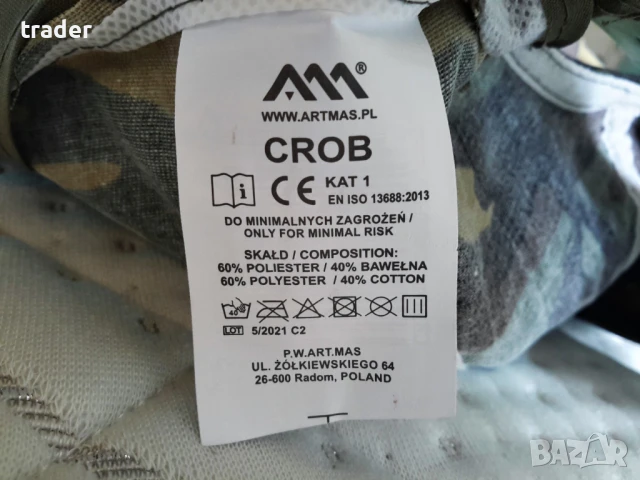 trader
AM®
WWW.ARTMAS.PL
CROB
i CE KAT 1
EN ISO 13688:2013
DO MINIMALNYCH ZAGROŻEŃ /
ONLY FOR MINIMAL RISK
SKAŁD / COMPOSITION:
60% POLIESTER / 40% BAWEŁNA
60% POLYESTER / 40% COTTON
40
LOT 5/2021 C2
P.W.ART.MAS
UL. ŻÓŁKIEWSKIEGO 64
26-600 Radom, POLAND
BAZAR